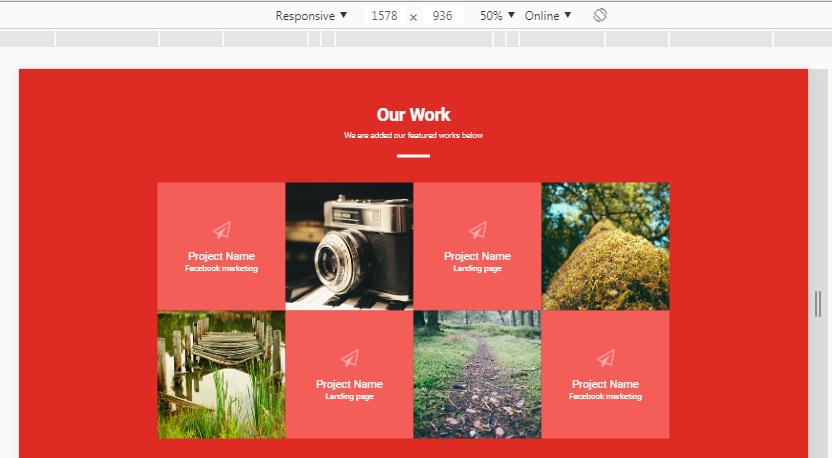 Responsive ▼ 1578 × 936 50% ▼ Online ▼
Our Work
We are added our featured works below
Project Name
Facebook marketing
Project Name
Landing page
Project Name
Landing page
Project Name
Facebook marketing